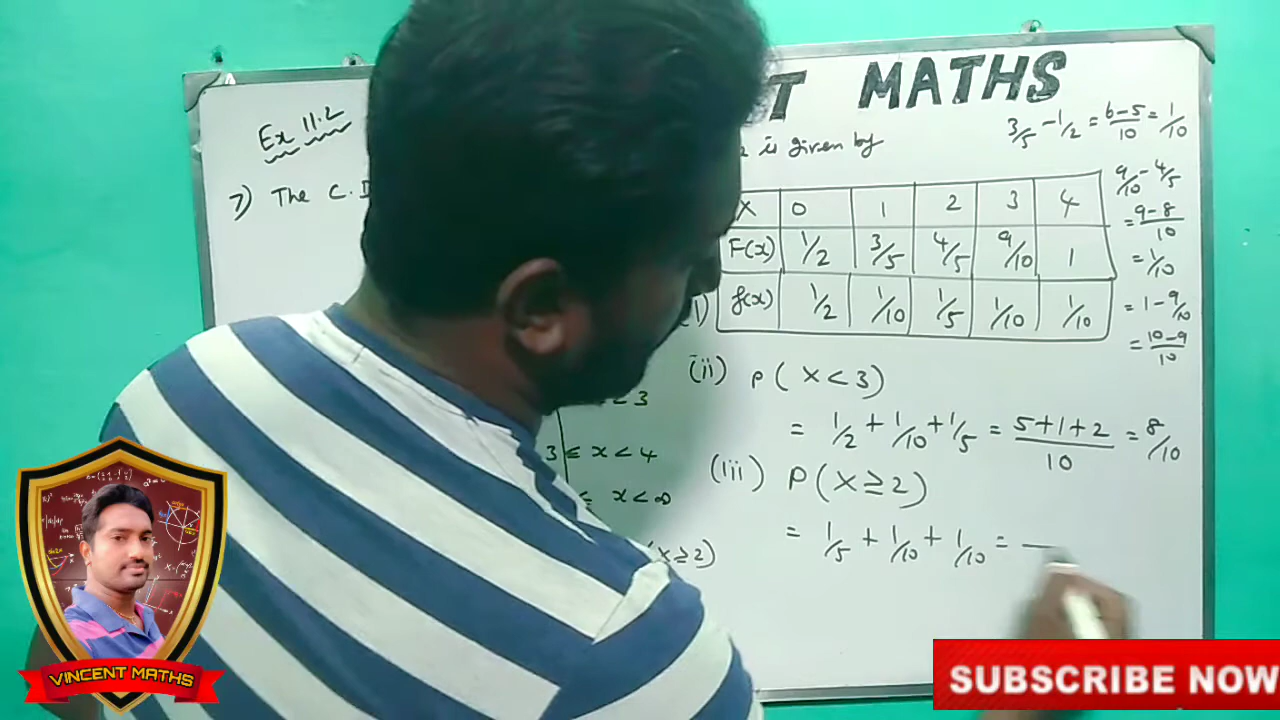 T MATHS
Ex 11.2
is given by
3/5 - 1/2 = 6-5/10 = 1/10
7) The C.D
X 0 1 2 3 4
F(x) 1/2 3/5 4/5 9/10 1
f(x) 1/2 1/10 1/5 1/10 1/10
9/10 - 4/5
= 9-8/10
= 1/10
= 1 - 9/10
= 10-9/10
(ii) P(X<3)
= 1/2 + 1/10 + 1/5 = 5+1+2/10 = 8/10
< 3
3 ≤ x < 4
≤ x < ∞
(x≥2)
(iii) P(X≥2)
= 1/5 + 1/10 + 1/10 =
VINCENT MATHS
SUBSCRIBE NOW